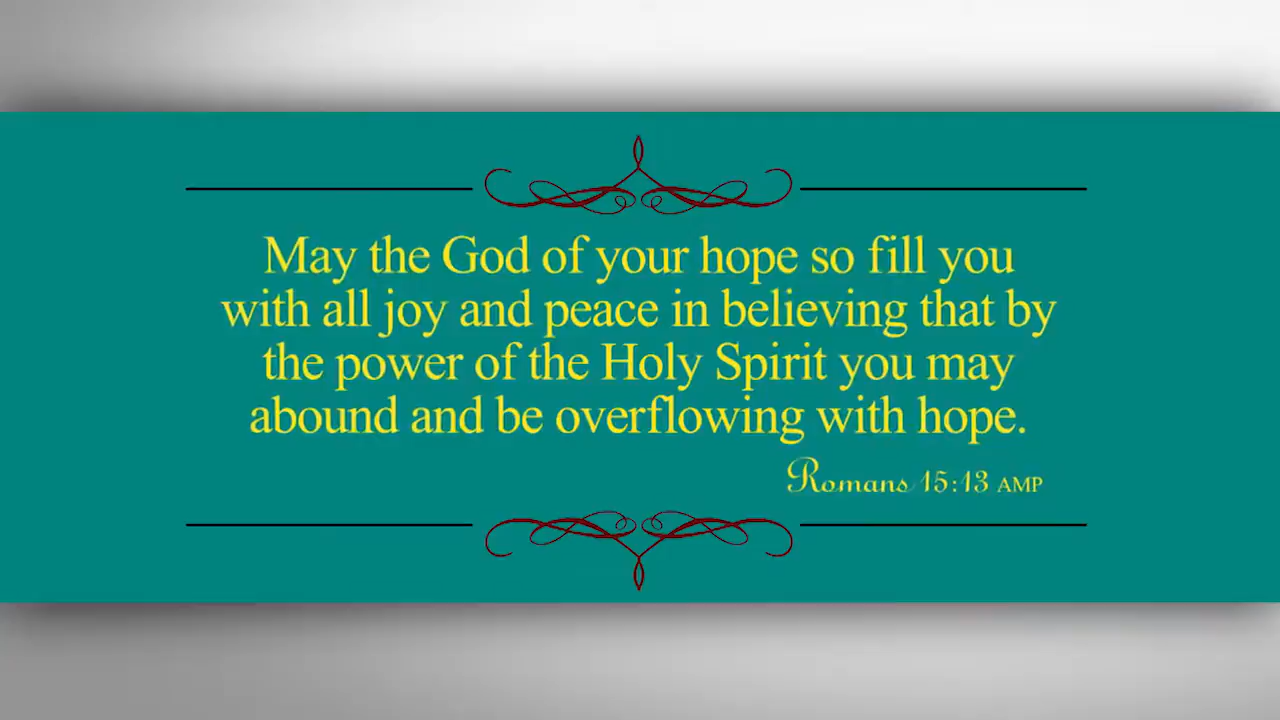 May the God of your hope so fill you
with all joy and peace in believing that by
the power of the Holy Spirit you may
abound and be overflowing with hope.
Romans 15:13 AMP